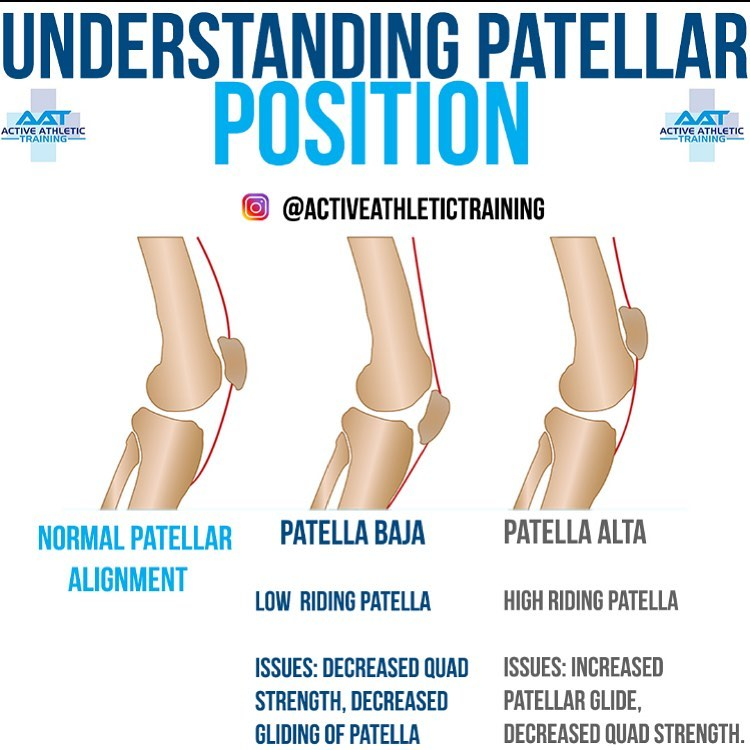 UNDERSTANDING PATELLAR
POSITION
AAT
ACTIVE ATHLETIC
TRAINING
AAT
ACTIVE ATHLETIC
TRAINING
@ACTIVEATHLETICTRAINING
NORMAL PATELLAR
ALIGNMENT
PATELLA BAJA
LOW RIDING PATELLA
ISSUES: DECREASED QUAD
STRENGTH, DECREASED
GLIDING OF PATELLA
PATELLA ALTA
HIGH RIDING PATELLA
ISSUES: INCREASED
PATELLAR GLIDE,
DECREASED QUAD STRENGTH.